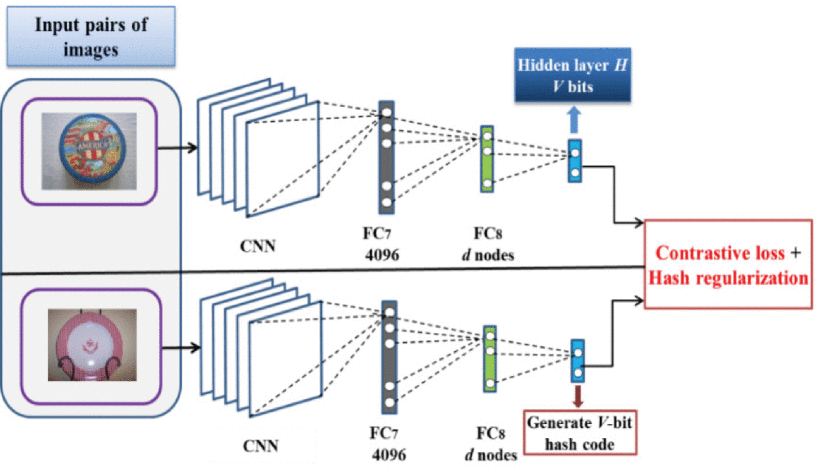 Input pairs of
images
Hidden layer H
V bits
AMERICA
CNN
FC7
4096
FC8
d nodes
Contrastive loss +
Hash regularization
CNN
FC7
4096
FC8
d nodes
Generate V-bit
hash code